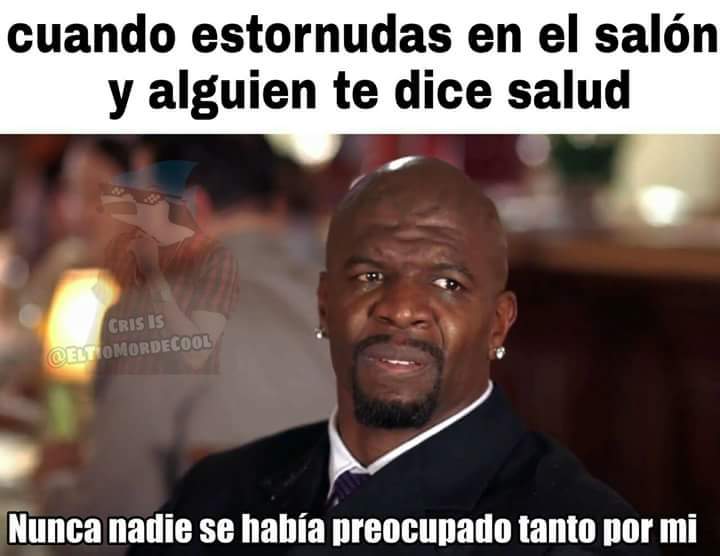 cuando estornudas en el salón
y alguien te dice salud
CRIS IS
@ELTIOMORDECOOL
Nunca nadie se había preocupado tanto por mi